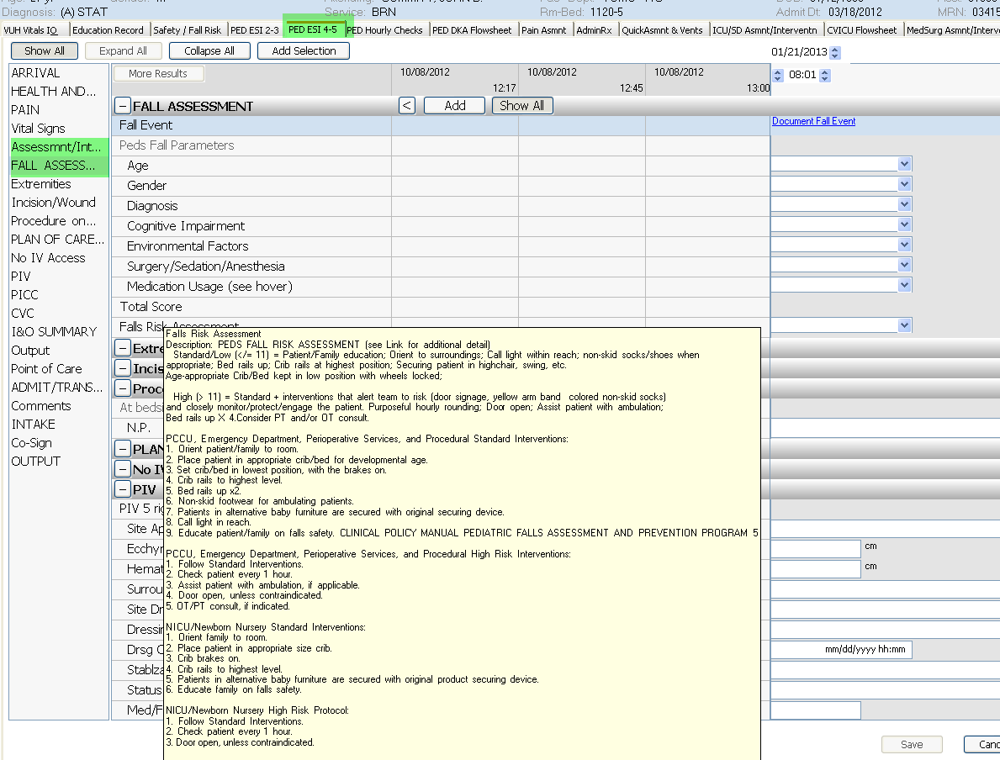 Diagnosis: (A) STAT
Service: BRN
Rm-Bed: 1120-5
Admit Dt: 03/18/2012
MRN: 03415
VUH Vitals IO
Education Record
Safety / Fall Risk
PED ESI 2-3
PED ESI 4-5
PED Hourly Checks
PED DKA Flowsheet
Pain Asmnt
AdminRx
QuickAsmnt & Vents
ICU/SD Asmnt/Interventn
CVICU Flowsheet
MedSurg Asmnt/Interv
Show All
Expand All
Collapse All
Add Selection
01/21/2013
08:01
More Results
10/08/2012
12:17
10/08/2012
12:45
10/08/2012
13:00
ARRIVAL
HEALTH AND...
PAIN
Vital Signs
Assessmnt/Int...
FALL ASSESS...
Extremities
Incision/Wound
Procedure on...
PLAN OF CARE...
No IV Access
PIV
PICC
CVC
I&O SUMMARY
Output
Point of Care
ADMIT/TRANS...
Comments
INTAKE
Co-Sign
OUTPUT
− FALL ASSESSMENT
<
Add
Show All
Fall Event
Document Fall Event
Peds Fall Parameters
Age
Gender
Diagnosis
Cognitive Impairment
Environmental Factors
Surgery/Sedation/Anesthesia
Medication Usage (see hover)
Total Score
Falls Risk Assessment
− Extre
− Incis
− Proc
At beds
N.P.
− PLAN
− No IV
− PIV
PIV 5 rig
Site Ap
Ecchyr
cm
Hemat
cm
Surrou
Site Dr
Dressin
Drsg C
mm/dd/yyyy hh:mm
Stablza
Status
Med/F
Falls Risk Assessment
Description: PEDS FALL RISK ASSESSMENT (see Link for additional detail)
Standard/Low (</= 11) = Patient/Family education; Orient to surroundings; Call light within reach; non-skid socks/shoes when
appropriate; Bed rails up; Crib rails at highest position; Securing patient in highchair, swing, etc.
Age-appropriate Crib/Bed kept in low position with wheels locked;
High (> 11) = Standard + interventions that alert team to risk (door signage, yellow arm band colored non-skid socks)
and closely monitor/protect/engage the patient. Purposeful hourly rounding; Door open; Assist patient with ambulation;
Bed rails up X 4.Consider PT and/or OT consult.
PCCU, Emergency Department, Perioperative Services, and Procedural Standard Interventions:
1. Orient patient/family to room.
2. Place patient in appropriate crib/bed for developmental age.
3. Set crib/bed in lowest position, with the brakes on.
4. Crib rails to highest level.
5. Bed rails up x2.
6. Non-skid footwear for ambulating patients.
7. Patients in alternative baby furniture are secured with original securing device.
8. Call light in reach.
9. Educate patient/family on falls safety. CLINICAL POLICY MANUAL PEDIATRIC FALLS ASSESSMENT AND PREVENTION PROGRAM 5
PCCU, Emergency Department, Perioperative Services, and Procedural High Risk Interventions:
1. Follow Standard Interventions.
2. Check patient every 1 hour.
3. Assist patient with ambulation, if applicable.
4. Door open, unless contraindicated.
5. OT/PT consult, if indicated.
NICU/Newborn Nursery Standard Interventions:
1. Orient family to room.
2. Place patient in appropriate size crib.
3. Crib brakes on.
4. Crib rails to highest level.
5. Patients in alternative baby furniture are secured with original product securing device.
6. Educate family on falls safety.
NICU/Newborn Nursery High Risk Protocol:
1. Follow Standard Interventions.
2. Check patient every 1 hour.
3. Door open, unless contraindicated.
Save
Canc